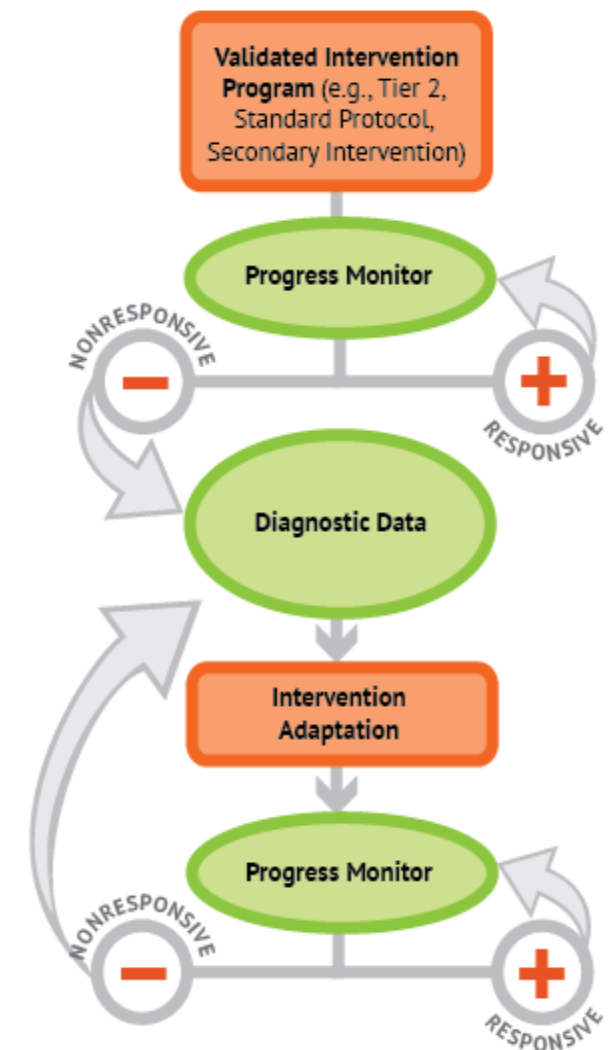 Validated Intervention
Program (e.g., Tier 2,
Standard Protocol,
Secondary Intervention)
Progress Monitor
NONRESPONSIVE
RESPONSIVE
Diagnostic Data
Intervention
Adaptation
Progress Monitor
NONRESPONSIVE
RESPONSIVE